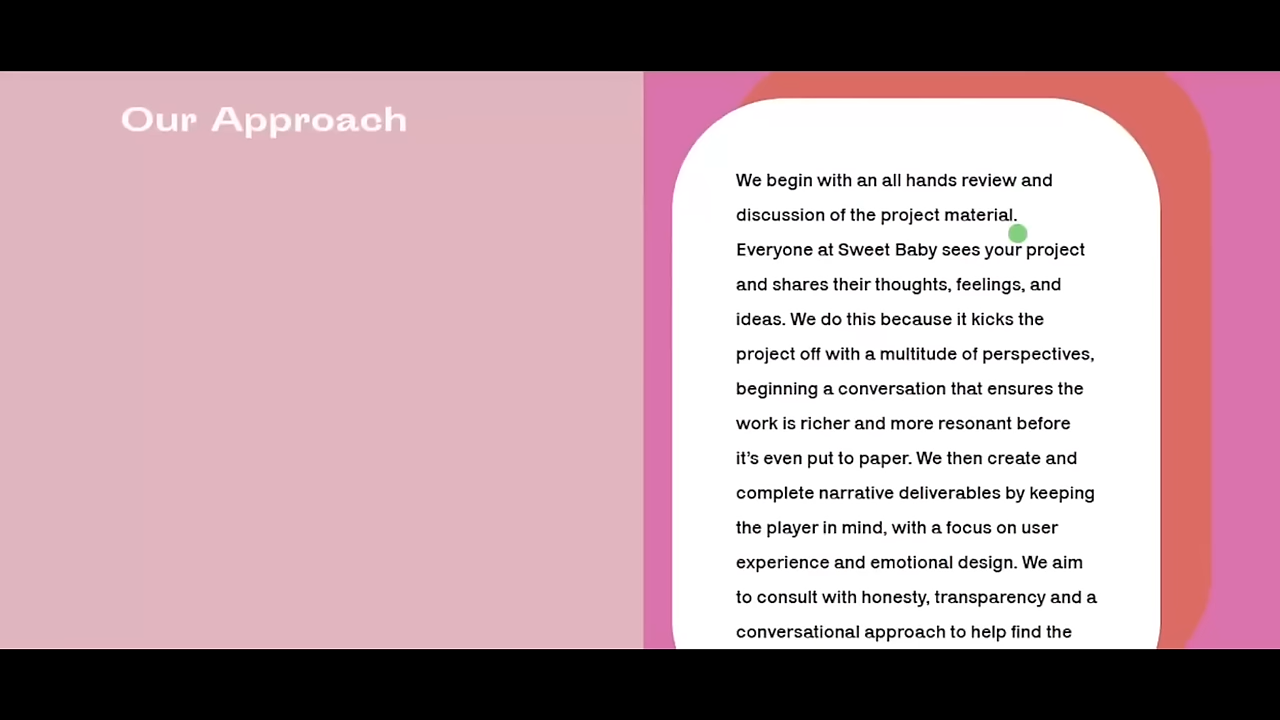 Our Approach
We begin with an all hands review and
discussion of the project material.
Everyone at Sweet Baby sees your project
and shares their thoughts, feelings, and
ideas. We do this because it kicks the
project off with a multitude of perspectives,
beginning a conversation that ensures the
work is richer and more resonant before
it’s even put to paper. We then create and
complete narrative deliverables by keeping
the player in mind, with a focus on user
experience and emotional design. We aim
to consult with honesty, transparency and a
conversational approach to help find the